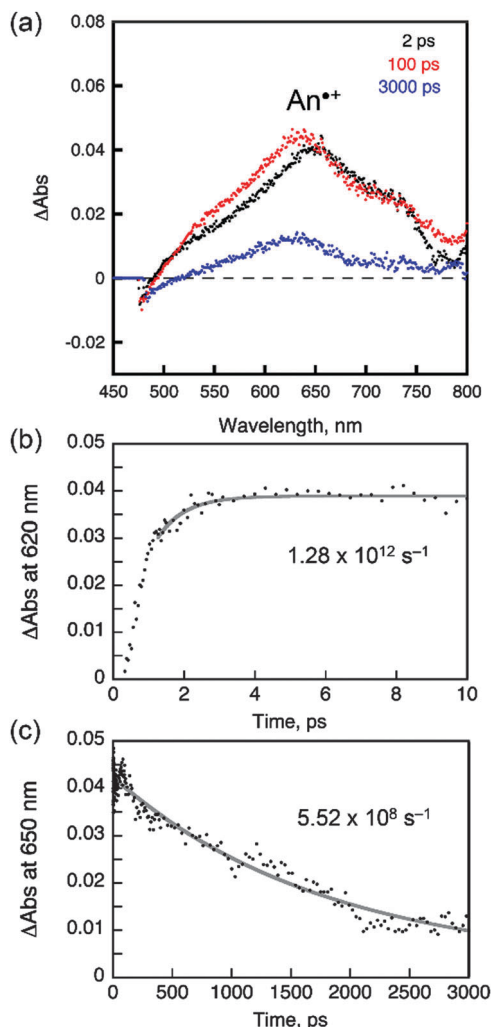 (a)
0.08
0.06
0.04
0.02
0
-0.02
ΔAbs
2 ps
100 ps
3000 ps
An•+
450 500 550 600 650 700 750 800
Wavelength, nm
(b)
0.05
0.04
0.03
0.02
0.01
0
ΔAbs at 620 nm
1.28 x 10¹² s⁻¹
0 2 4 6 8 10
Time, ps
(c)
0.05
0.04
0.03
0.02
0.01
0
ΔAbs at 650 nm
5.52 x 10⁸ s⁻¹
0 500 1000 1500 2000 2500 3000
Time, ps